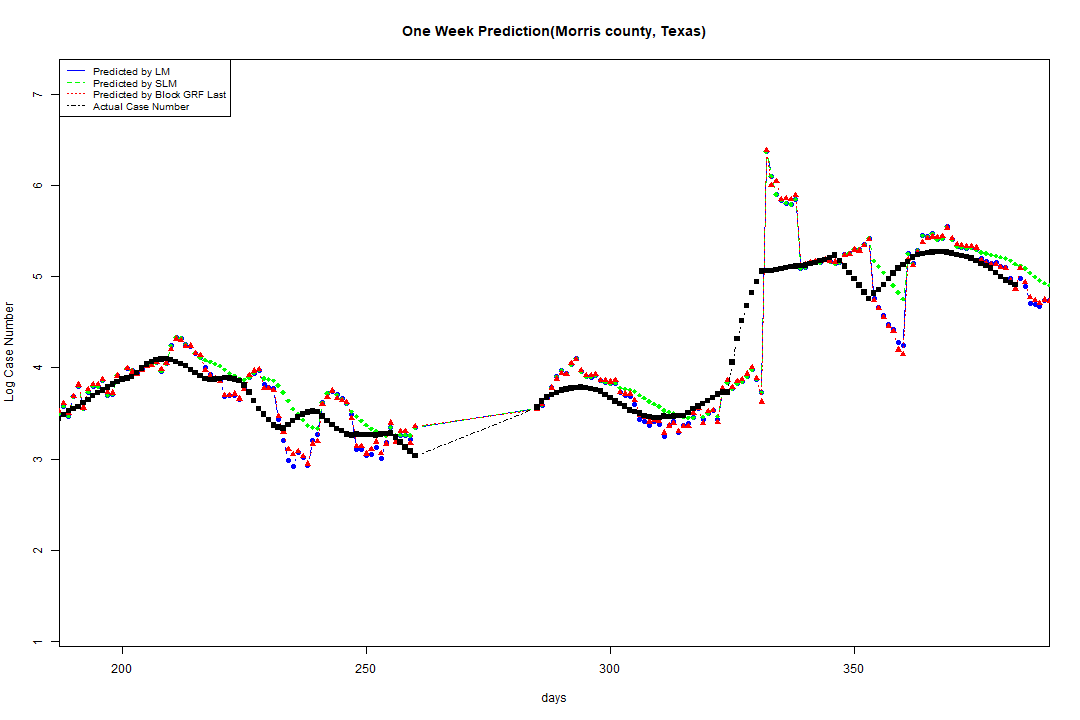 One Week Prediction(Morris county, Texas)
Predicted by LM
Predicted by SLM
Predicted by Block GRF Last
Actual Case Number
7
6
5
4
3
2
1
Log Case Number
200 250 300 350
days